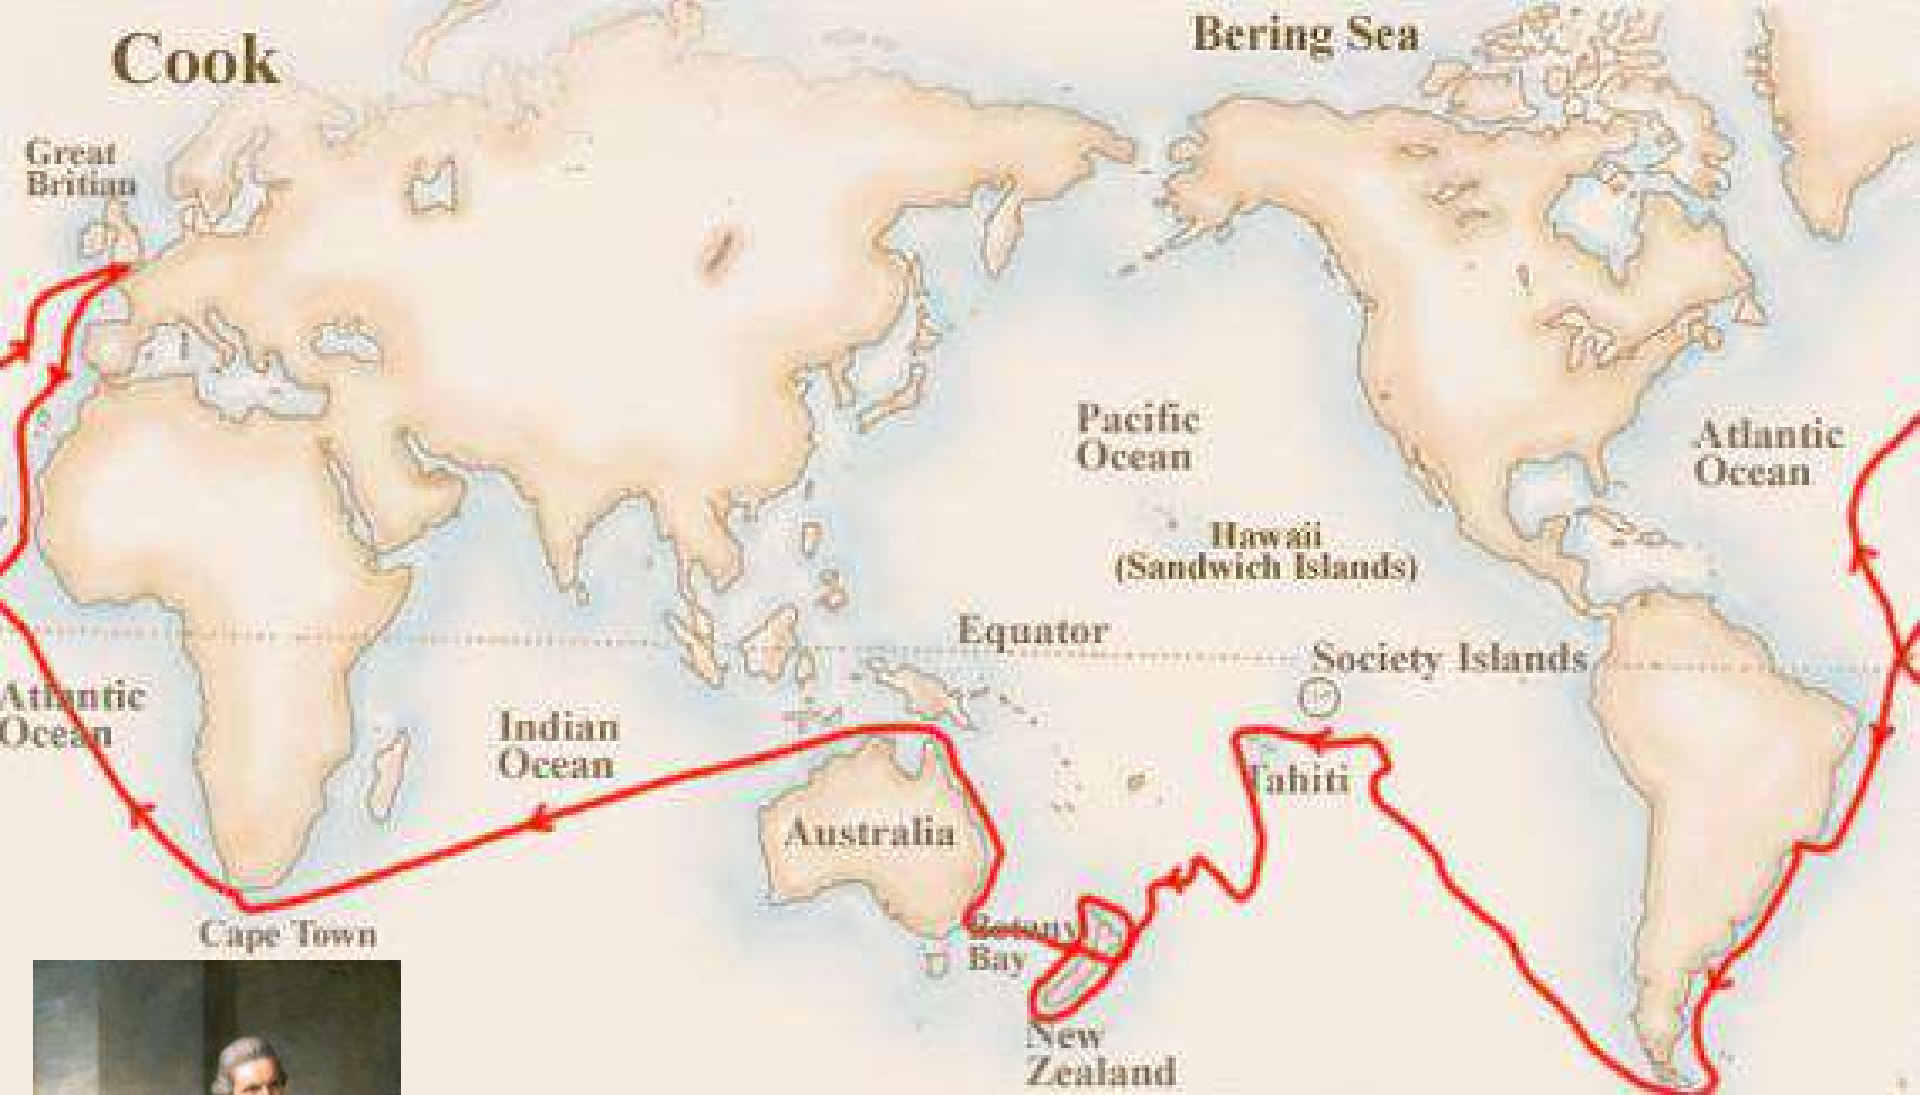 Cook
Bering Sea
Great
Britian
Pacific
Ocean
Atlantic
Ocean
Hawaii
(Sandwich Islands)
Equator
Society Islands
Atlantic
Ocean
Indian
Ocean
Tahiti
Australia
Botany
Bay
Cape Town
New
Zealand